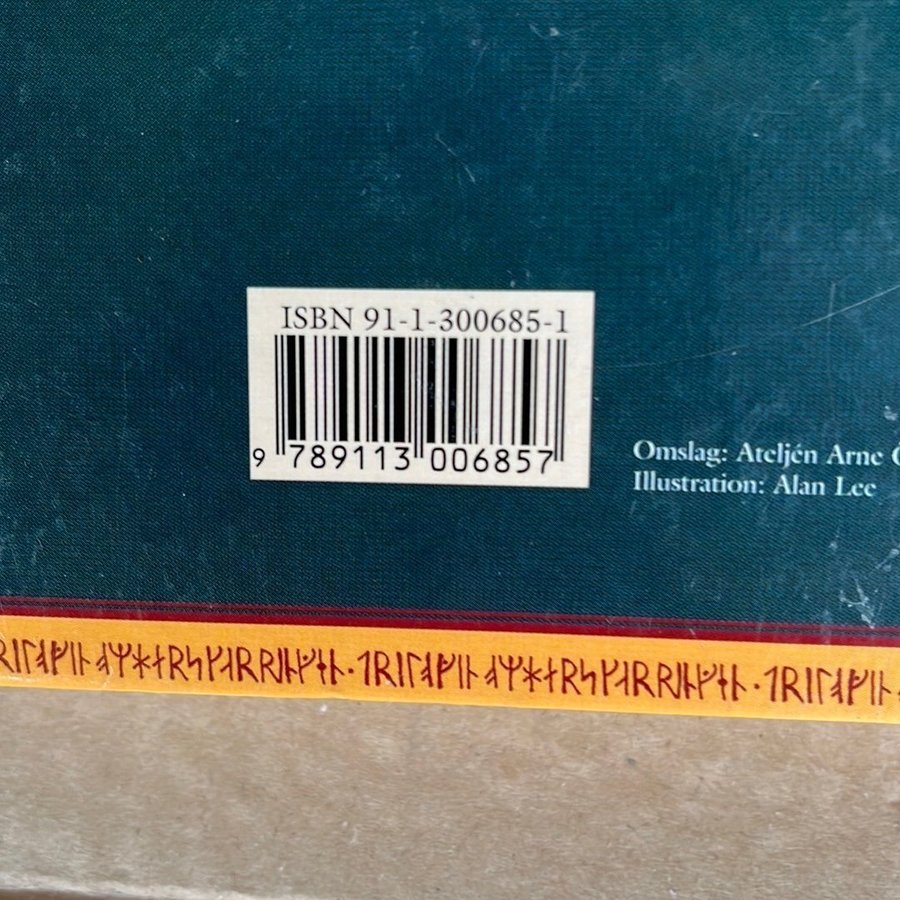 ISBN 91-1-300685-1
9 789113 006857
Omslag: Ateljén Arne
Illustration: Alan Lee